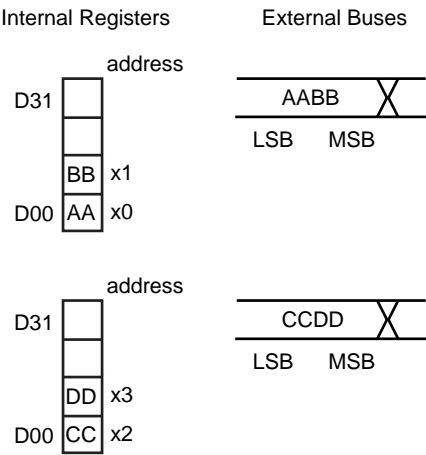 Internal Registers External Buses
address
D31 AABB
LSB MSB
BB x1
D00 AA x0
address
D31 CCDD
LSB MSB
DD x3
D00 CC x2